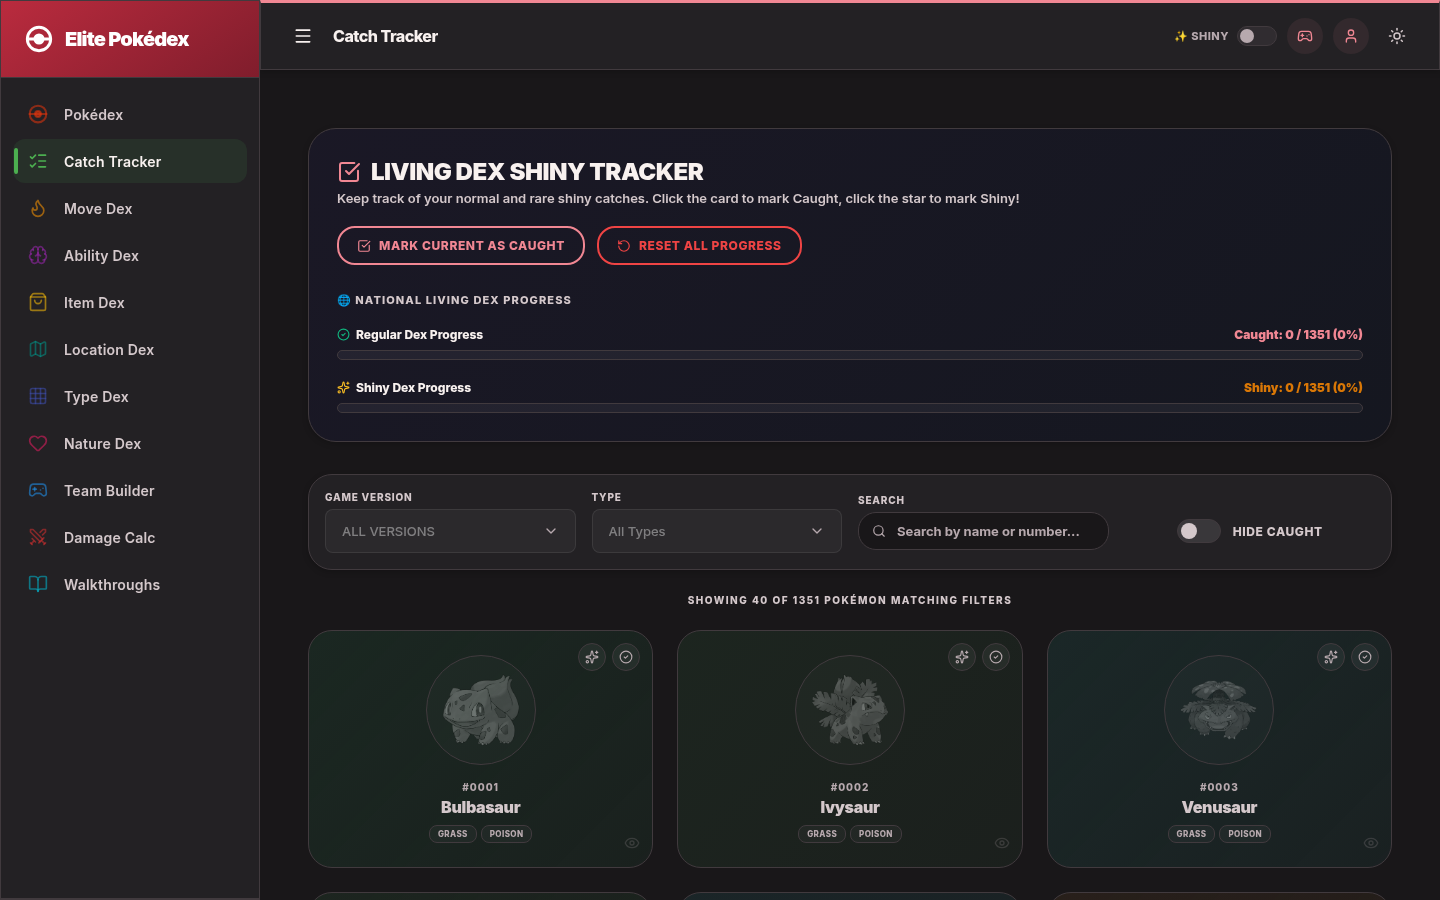 Elite Pokédex
Catch Tracker
✨ SHINY
Pokédex
Catch Tracker
Move Dex
Ability Dex
Item Dex
Location Dex
Type Dex
Nature Dex
Team Builder
Damage Calc
Walkthroughs
LIVING DEX SHINY TRACKER
Keep track of your normal and rare shiny catches. Click the card to mark Caught, click the star to mark Shiny!
MARK CURRENT AS CAUGHT
RESET ALL PROGRESS
🌐 NATIONAL LIVING DEX PROGRESS
Regular Dex Progress
Caught: 0 / 1351 (0%)
Shiny Dex Progress
Shiny: 0 / 1351 (0%)
GAME VERSION
ALL VERSIONS
TYPE
All Types
SEARCH
Search by name or number...
HIDE CAUGHT
SHOWING 40 OF 1351 POKÉMON MATCHING FILTERS
#0001
Bulbasaur
GRASS POISON
#0002
Ivysaur
GRASS POISON
#0003
Venusaur
GRASS POISON